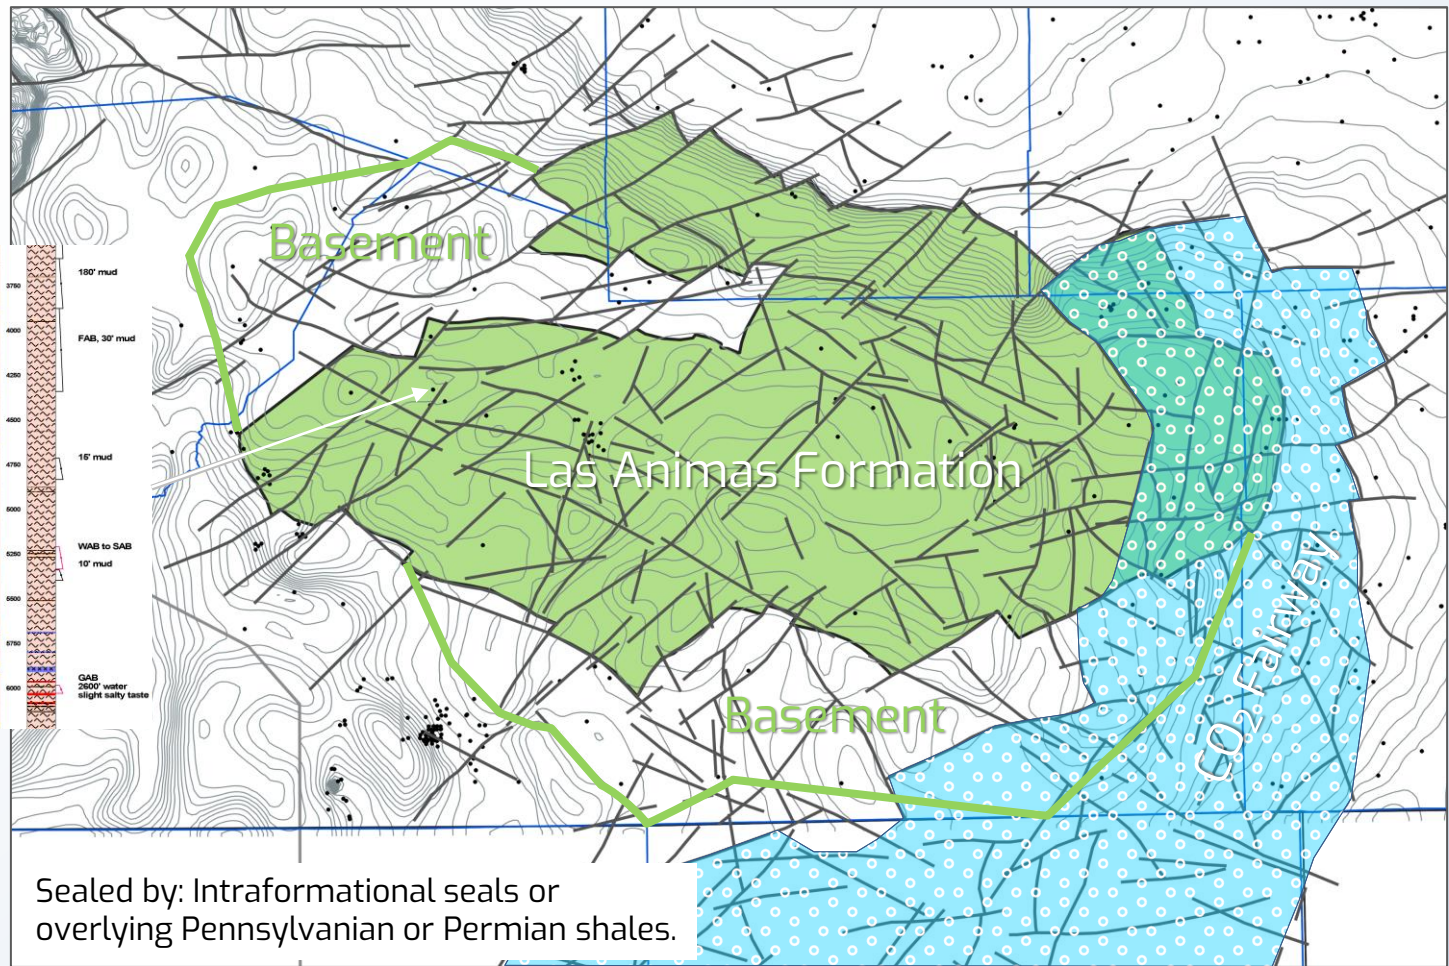 Basement
180' mud
3750
FAB, 30' mud
4000
4250
4500
15' mud
4750
Las Animas Formation
5000
WAB to SAB
5250
10' mud
5500
5750
GAB
2600' water
6000
slight salty taste
Basement
CO2 Fairway
Sealed by: Intraformational seals or
overlying Pennsylvanian or Permian shales.